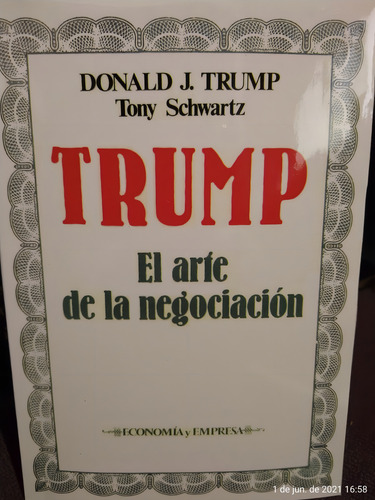 DONALD J. TRUMP
Tony Schwartz
TRUMP
El arte
de la negociación
ECONOMÍA y EMPRESA
1 de jun. de 2021 16:58